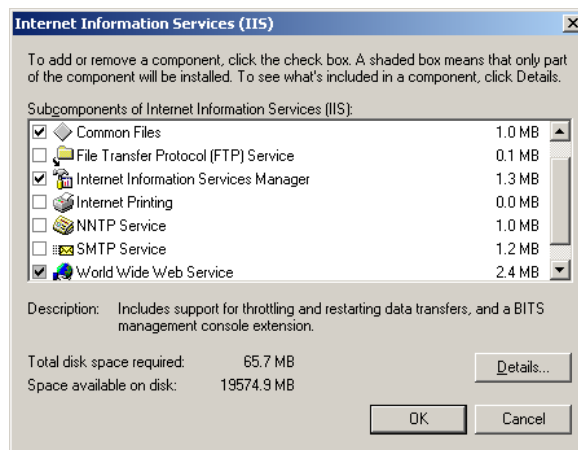 Internet Information Services (IIS)
To add or remove a component, click the check box. A shaded box means that only part
of the component will be installed. To see what's included in a component, click Details.
Subcomponents of Internet Information Services (IIS):
Common Files 1.0 MB
File Transfer Protocol (FTP) Service 0.1 MB
Internet Information Services Manager 1.3 MB
Internet Printing 0.0 MB
NNTP Service 1.0 MB
SMTP Service 1.2 MB
World Wide Web Service 2.4 MB
Description: Includes support for throttling and restarting data transfers, and a BITS
management console extension.
Total disk space required: 65.7 MB
Space available on disk: 19574.9 MB
Details...
OK Cancel